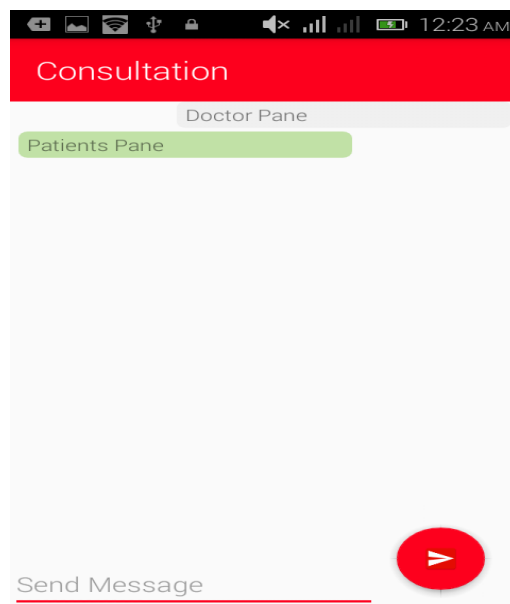 12:23 AM
Consultation
Doctor Pane
Patients Pane
Send Message